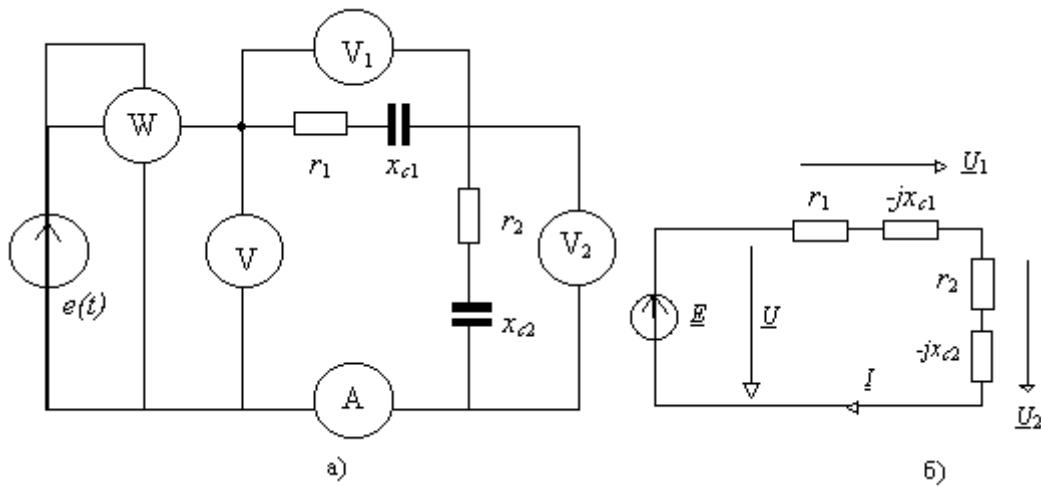 V1
W
r1
xc1
r2
V
V2
e(t)
xc2
A
а)
U1
r1
-jxc1
r2
E
U
-jxc2
I
U2
б)